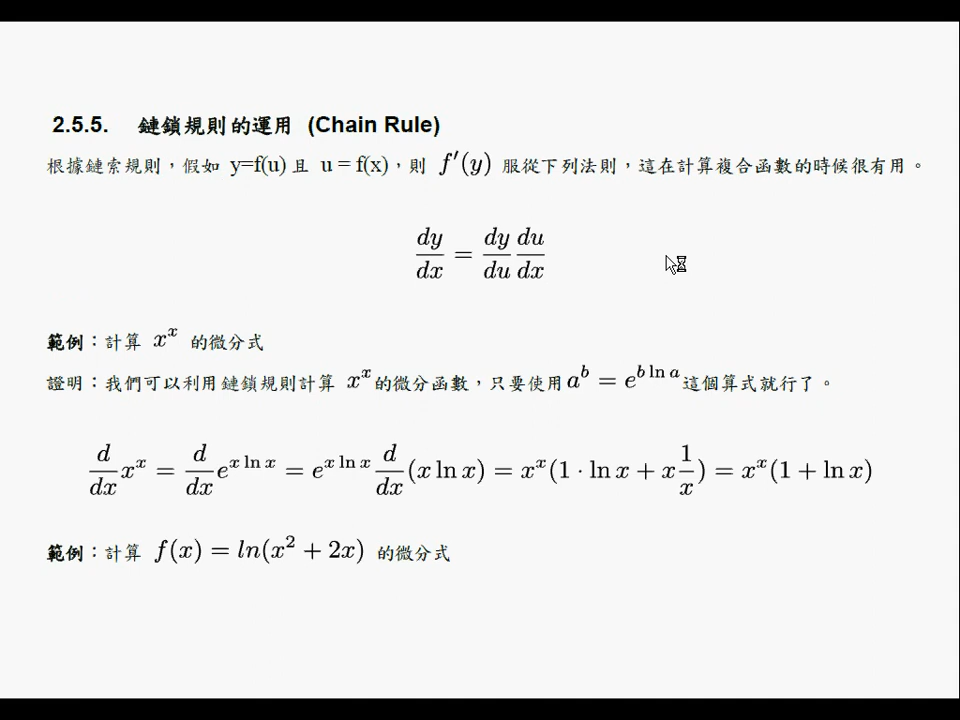 2.5.5. 鏈鎖規則的運用 (Chain Rule)
根據鏈索規則，假如 y=f(u) 且 u = f(x)，則 f′(y) 服從下列法則，這在計算複合函數的時候很有用。
dy/dx = dy/du du/dx
範例：計算 x^x 的微分式
證明：我們可以利用鏈鎖規則計算 x^x 的微分函數，只要使用 a^b = e^{b ln a} 這個算式就行了。
d/dx x^x = d/dx e^{x ln x} = e^{x ln x} d/dx (x ln x) = x^x(1 · ln x + x 1/x) = x^x(1 + ln x)
範例：計算 f(x) = ln(x^2 + 2x) 的微分式